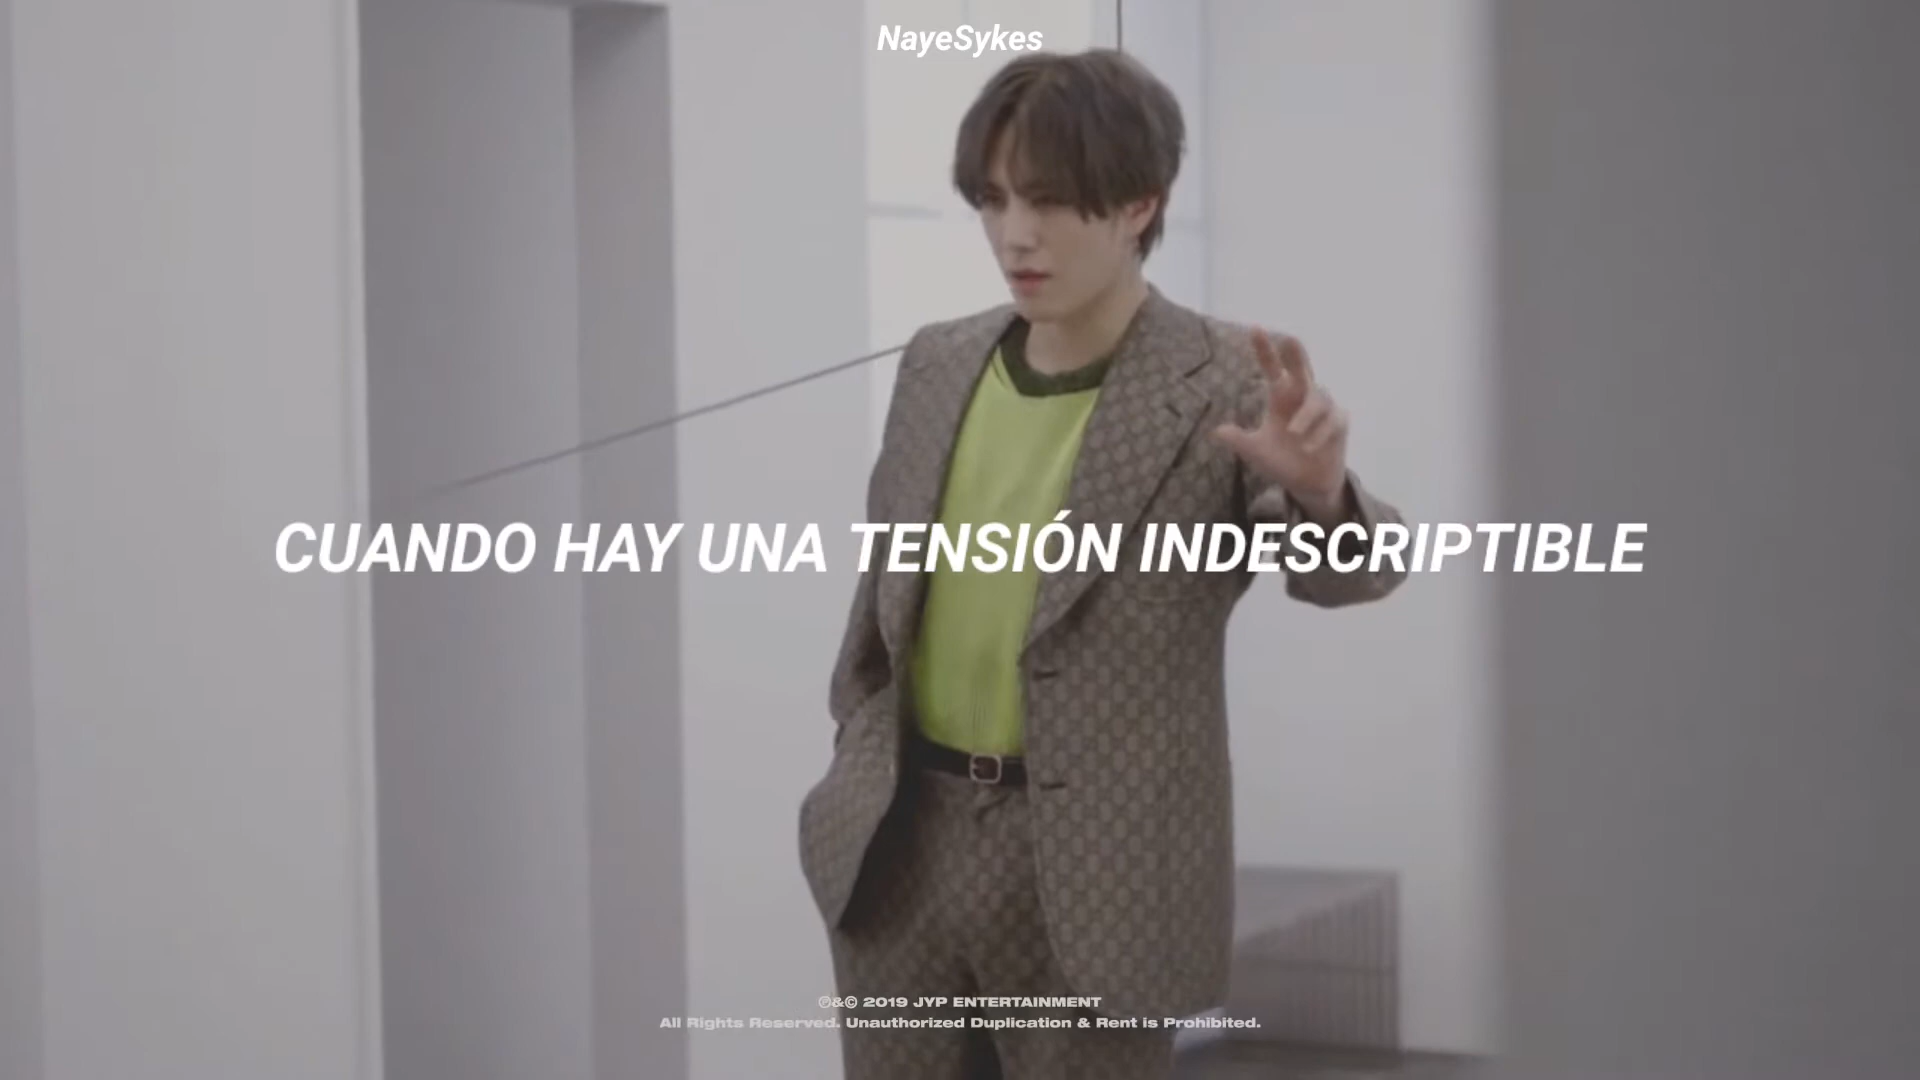 NayeSykes
CUANDO HAY UNA TENSIÓN INDESCRIPTIBLE
℗&© 2019 JYP ENTERTAINMENT
All Rights Reserved. Unauthorized Duplication & Rent is Prohibited.